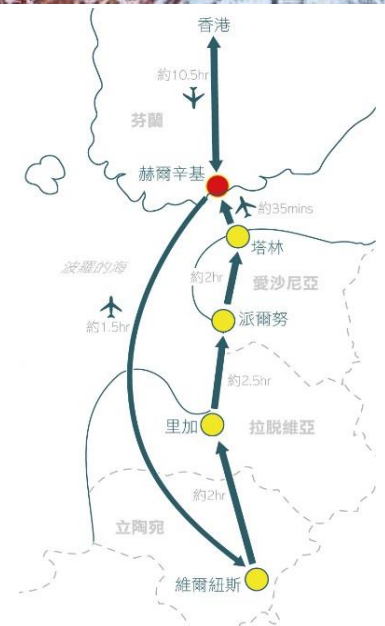 香港
約10.5hr
芬蘭
赫爾辛基
約35mins
塔林
波羅的海
約2hr
愛沙尼亞
約1.5hr
派爾努
約2.5hr
里加
拉脱維亞
約2hr
立陶宛
維爾紐斯